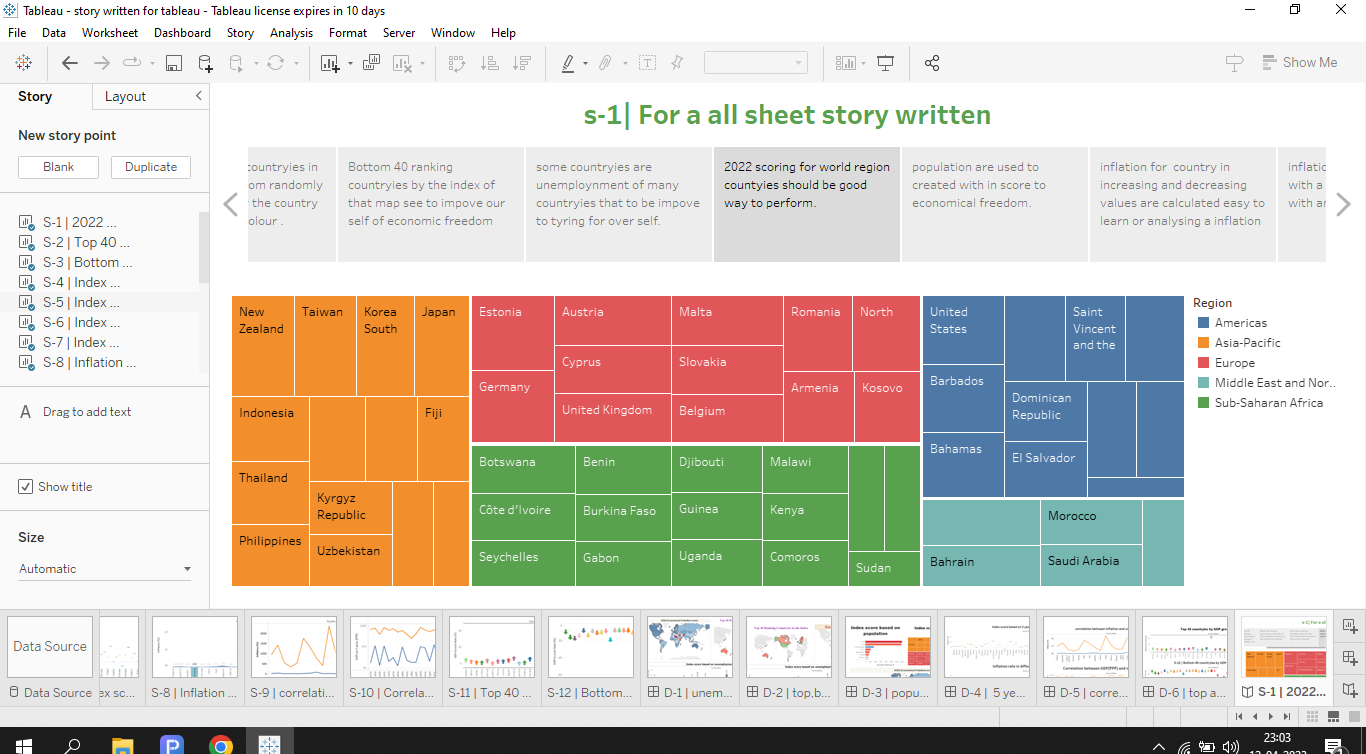 Tableau - story written for tableau - Tableau license expires in 10 days
File Data Worksheet Dashboard Story Analysis Format Server Window Help
Show Me
Story
Layout
New story point
Blank
Duplicate
S-1 | 2022 ...
S-2 | Top 40 ...
S-3 | Bottom ...
S-4 | Index ...
S-5 | Index ...
S-6 | Index ...
S-7 | Index ...
S-8 | Inflation ...
A Drag to add text
Show title
Size
Automatic
s-1| For a all sheet story written
countryies in
om randomly
the country
olour .
Bottom 40 ranking
countryies by the index of
that map see to impove our
self of economic freedom
some countryies are
unemploynment of many
countryies that to be impove
to tyring for over self.
2022 scoring for world region
countyies should be good
way to perform.
population are used to
created with in score to
economical freedom.
inflation for country in
increasing and decreasing
values are calculated easy to
learn or analysing a inflation
with a
New
Zealand
Taiwan
Korea
South
Japan
Indonesia
Fiji
Thailand
Kyrgyz
Republic
Philippines
Uzbekistan
Estonia
Austria
Malta
Romania
North
Cyprus
Slovakia
Germany
Armenia
Kosovo
United Kingdom
Belgium
Botswana
Benin
Djibouti
Malawi
Côte d'Ivoire
Burkina Faso
Guinea
Kenya
Seychelles
Gabon
Uganda
Comoros
Sudan
United
States
Saint
Vincent
and the
Barbados
Dominican
Republic
Bahamas
El Salvador
Morocco
Bahrain
Saudi Arabia
Region
Americas
Asia-Pacific
Europe
Middle East and Nor..
Sub-Saharan Africa
Data Source
Index score based on
population
Data Source
ex sc...
S-8 | Inflation ...
S-9 | correlati...
S-10 | Correla...
S-11 | Top 40 ...
S-12 | Bottom...
D-1 | unem...
D-2 | top,b...
D-3 | popu...
D-4 | 5 ye...
D-5 | corre...
D-6 | top a...
S-1 | 2022...
23:03